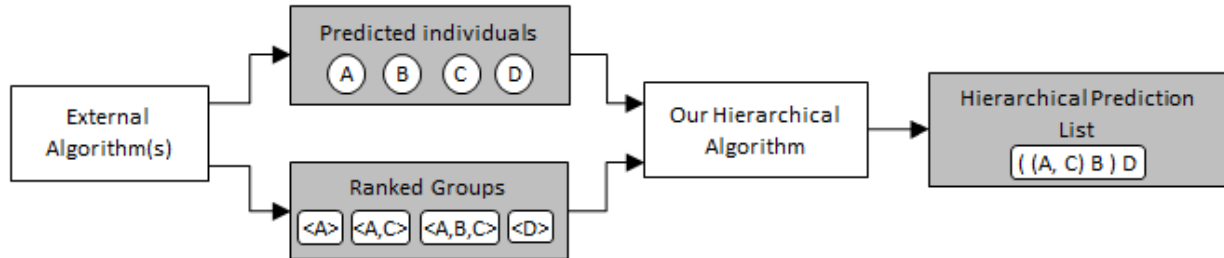 External
Algorithm(s)
Predicted individuals
A B C D
Ranked Groups
<A> <A,C> <A,B,C> <D>
Our Hierarchical
Algorithm
Hierarchical Prediction
List
( (A, C) B ) D